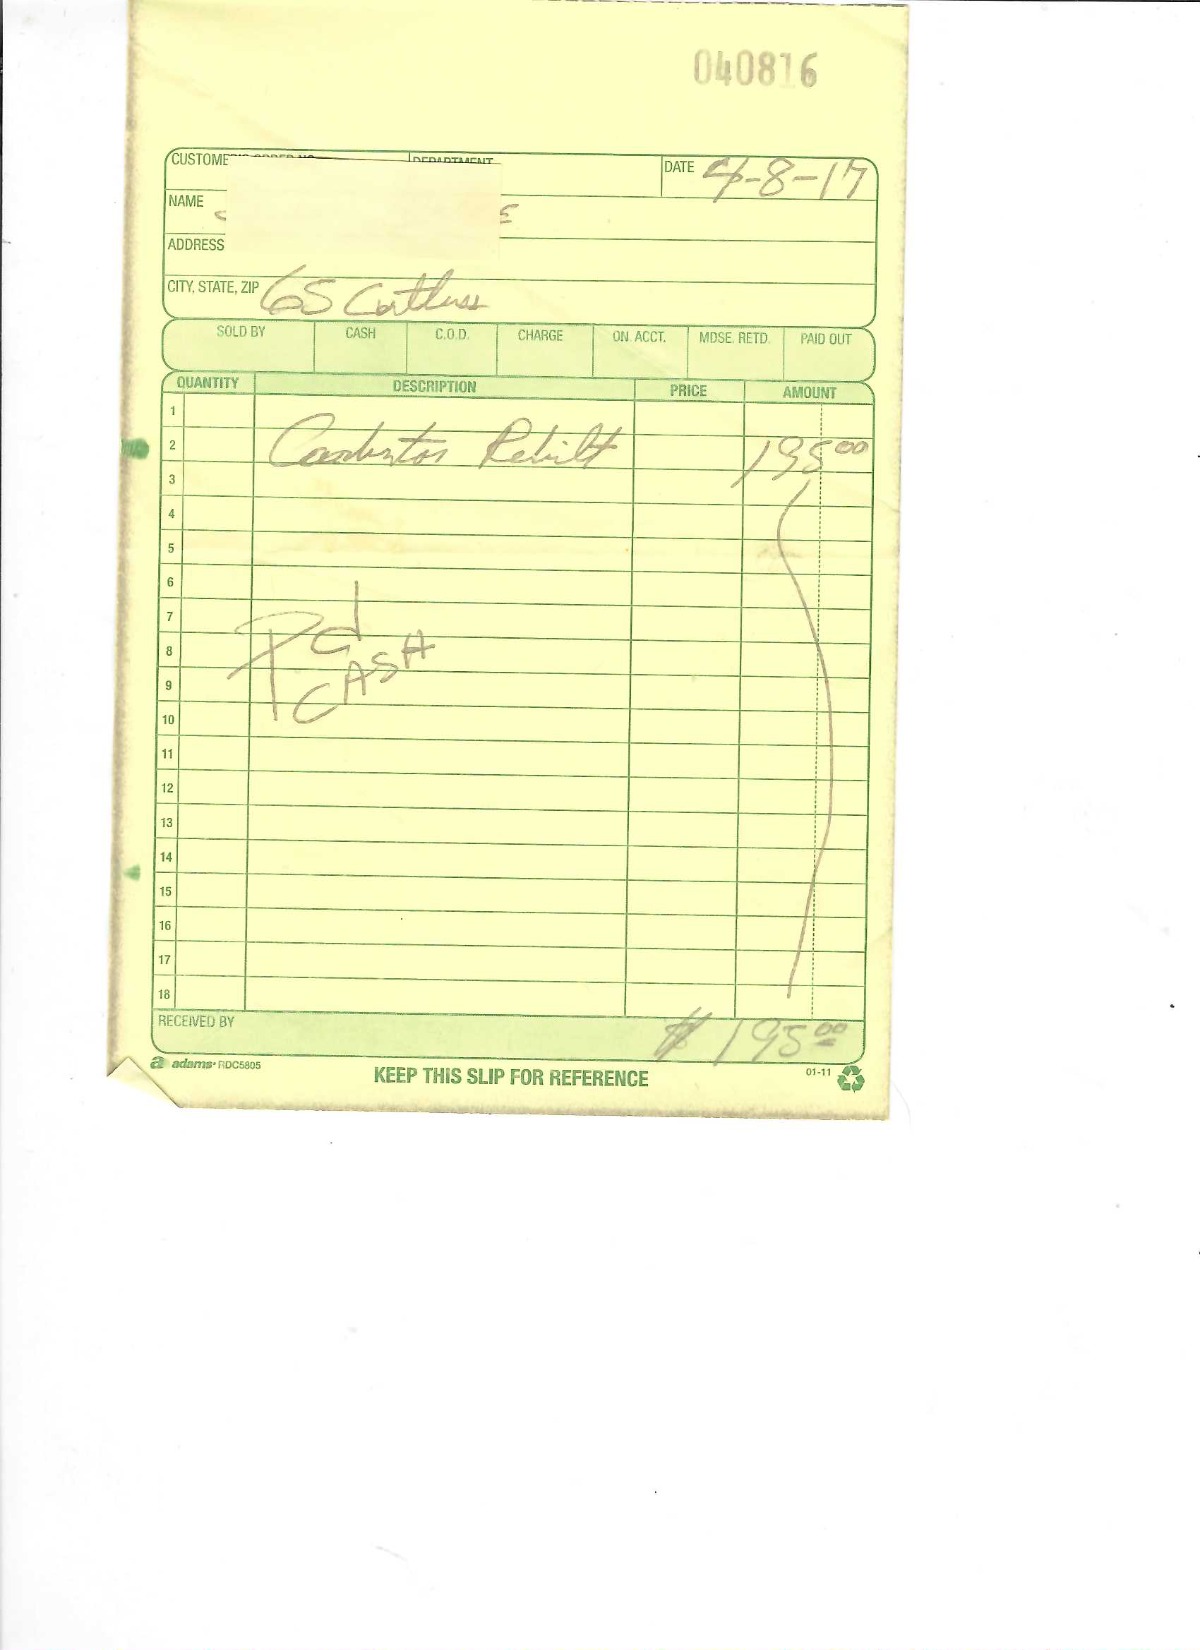 040816
CUSTOME
DEPARTMENT
DATE 4-8-17
NAME
ADDRESS
CITY, STATE, ZIP 65 Cutlass
SOLD BY CASH C.O.D. CHARGE ON. ACCT. MDSE. RETD. PAID OUT
QUANTITY DESCRIPTION PRICE AMOUNT
1
2 Carburator Rebilt 195 00
3
4
5
6
7
8 Pd
9 CASH
10
11
12
13
14
15
16
17
18
RECEIVED BY $ 195 00
a adams® RDC5805
KEEP THIS SLIP FOR REFERENCE
01-11